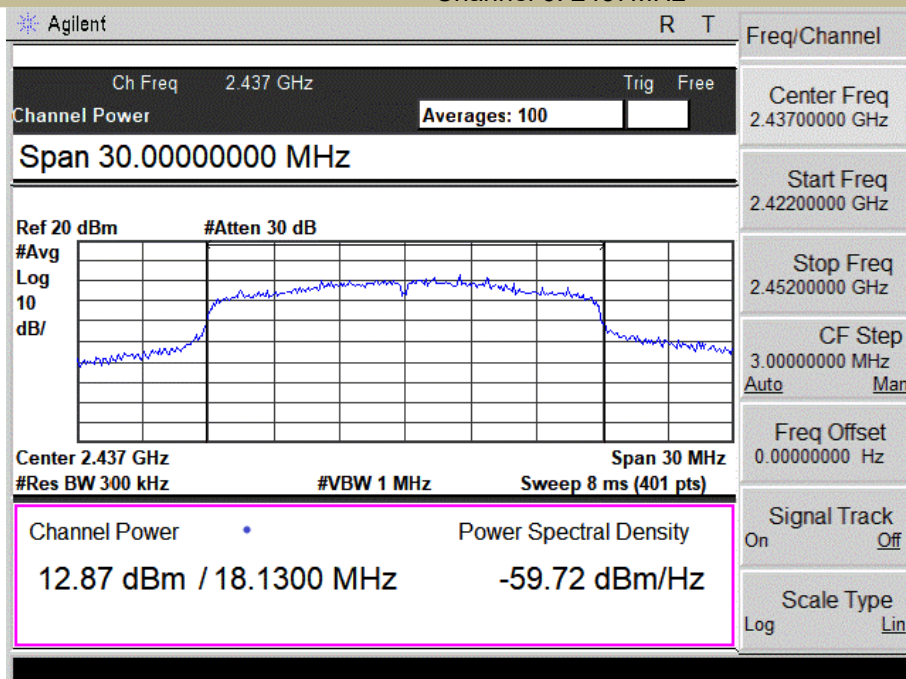 Agilent R T
Ch Freq 2.437 GHz Trig Free
Channel Power Averages: 100
Span 30.00000000 MHz
Ref 20 dBm #Atten 30 dB
#Avg
Log
10
dB/
Center 2.437 GHz Span 30 MHz
#Res BW 300 kHz #VBW 1 MHz Sweep 8 ms (401 pts)
Channel Power Power Spectral Density
12.87 dBm / 18.1300 MHz -59.72 dBm/Hz
Freq/Channel
Center Freq
2.43700000 GHz
Start Freq
2.42200000 GHz
Stop Freq
2.45200000 GHz
CF Step
3.00000000 MHz
Auto Man
Freq Offset
0.00000000 Hz
Signal Track
On Off
Scale Type
Log Lin